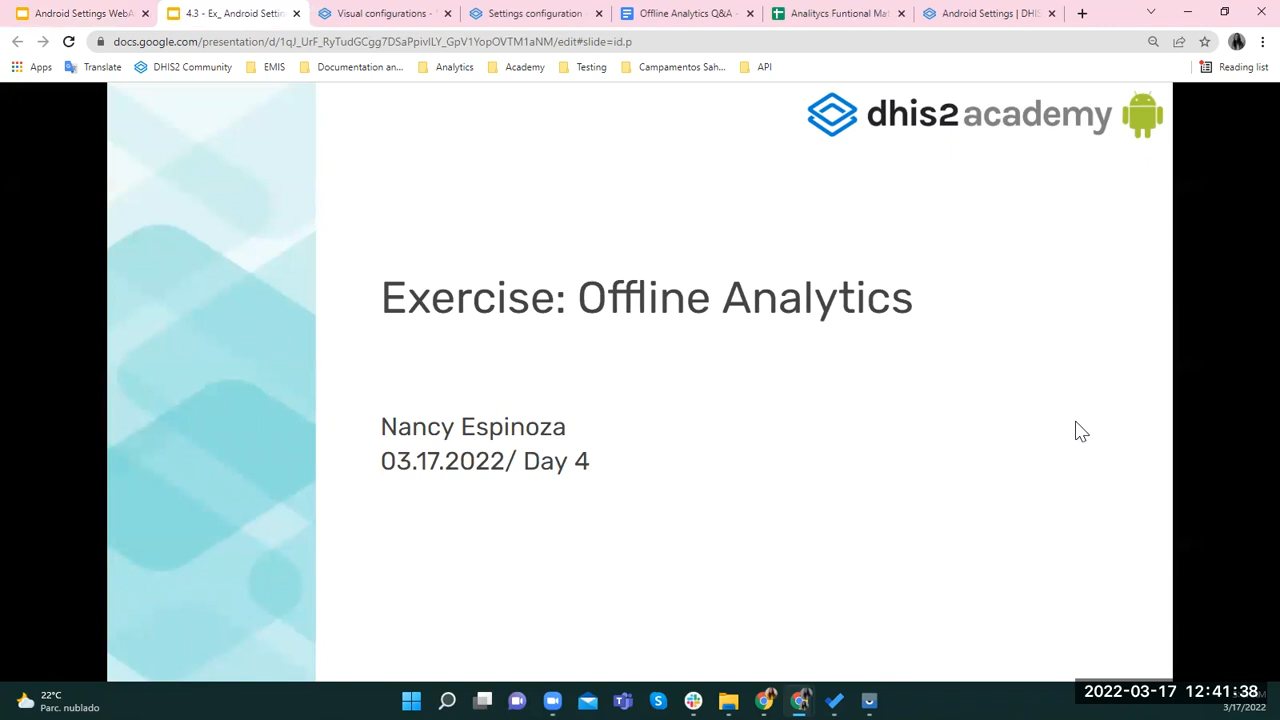 Android Settings WebA
4.3 - Ex_ Android Settin
Visual configurations -
Settings configuration
Offline Analytics Q&A -
Analitycs Funtional Mat
Android Settings | DHIS
docs.google.com/presentation/d/1qJ_UrF_RyTudGCgg7DSaPpivILY_GpV1YopOVTM1aNM/edit#slide=id.p
Apps
Translate
DHIS2 Community
EMIS
Documentation an...
Analytics
Academy
Testing
Campamentos Sah...
API
Reading list
dhis2 academy
Exercise: Offline Analytics
Nancy Espinoza
03.17.2022/ Day 4
22°C
Parc. nublado
2022-03-17 12:41:38
3/17/2022